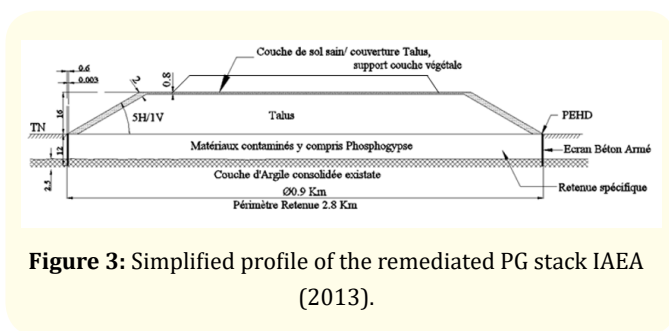 Couche de sol sain/ couverture Talus,
support couche végétale
0.6
0.003
2
0.8
16
5H/1V
Talus
PEHD
TN
12
Matériaux contaminés y compris Phosphogypse
Ecran Béton Armé
2.5
Couche d'Argile consolidée existate
Retenue spécifique
Ø0.9 Km
Périmètre Retenue 2.8 Km
Figure 3: Simplified profile of the remediated PG stack IAEA
(2013).